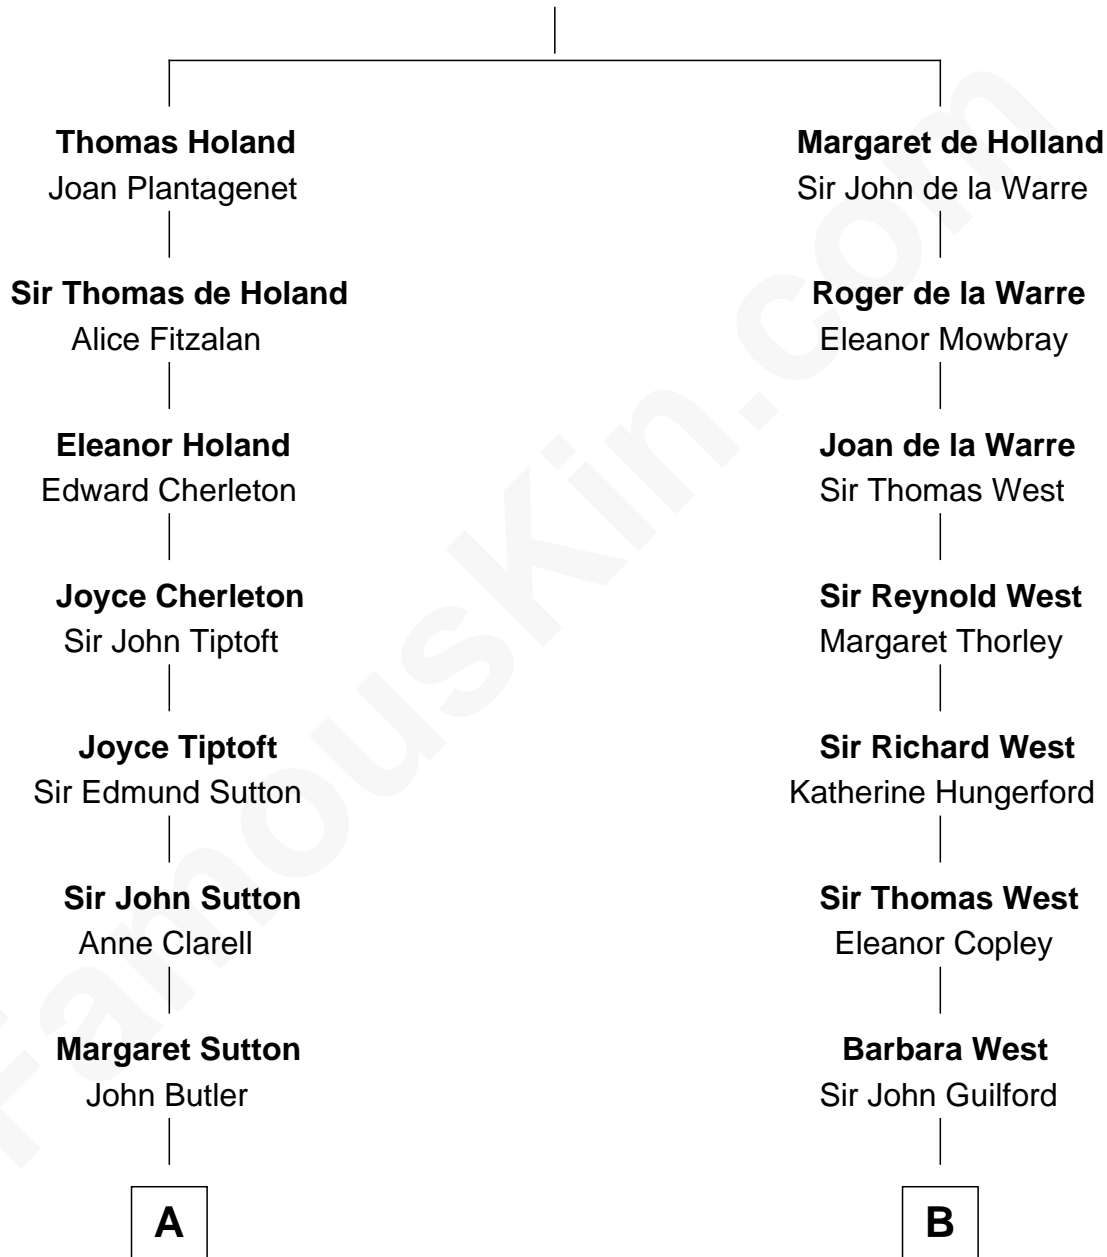 Thomas Holand
Joan Plantagenet
Sir Thomas de Holand
Alice Fitzalan
Eleanor Holand
Edward Cherleton
Joyce Cherleton
Sir John Tiptoft
Joyce Tiptoft
Sir Edmund Sutton
Sir John Sutton
Anne Clarell
Margaret Sutton
John Butler
A
Margaret de Holland
Sir John de la Warre
Roger de la Warre
Eleanor Mowbray
Joan de la Warre
Sir Thomas West
Sir Reynold West
Margaret Thorley
Sir Richard West
Katherine Hungerford
Sir Thomas West
Eleanor Copley
Barbara West
Sir John Guilford
B
FamousKin.com